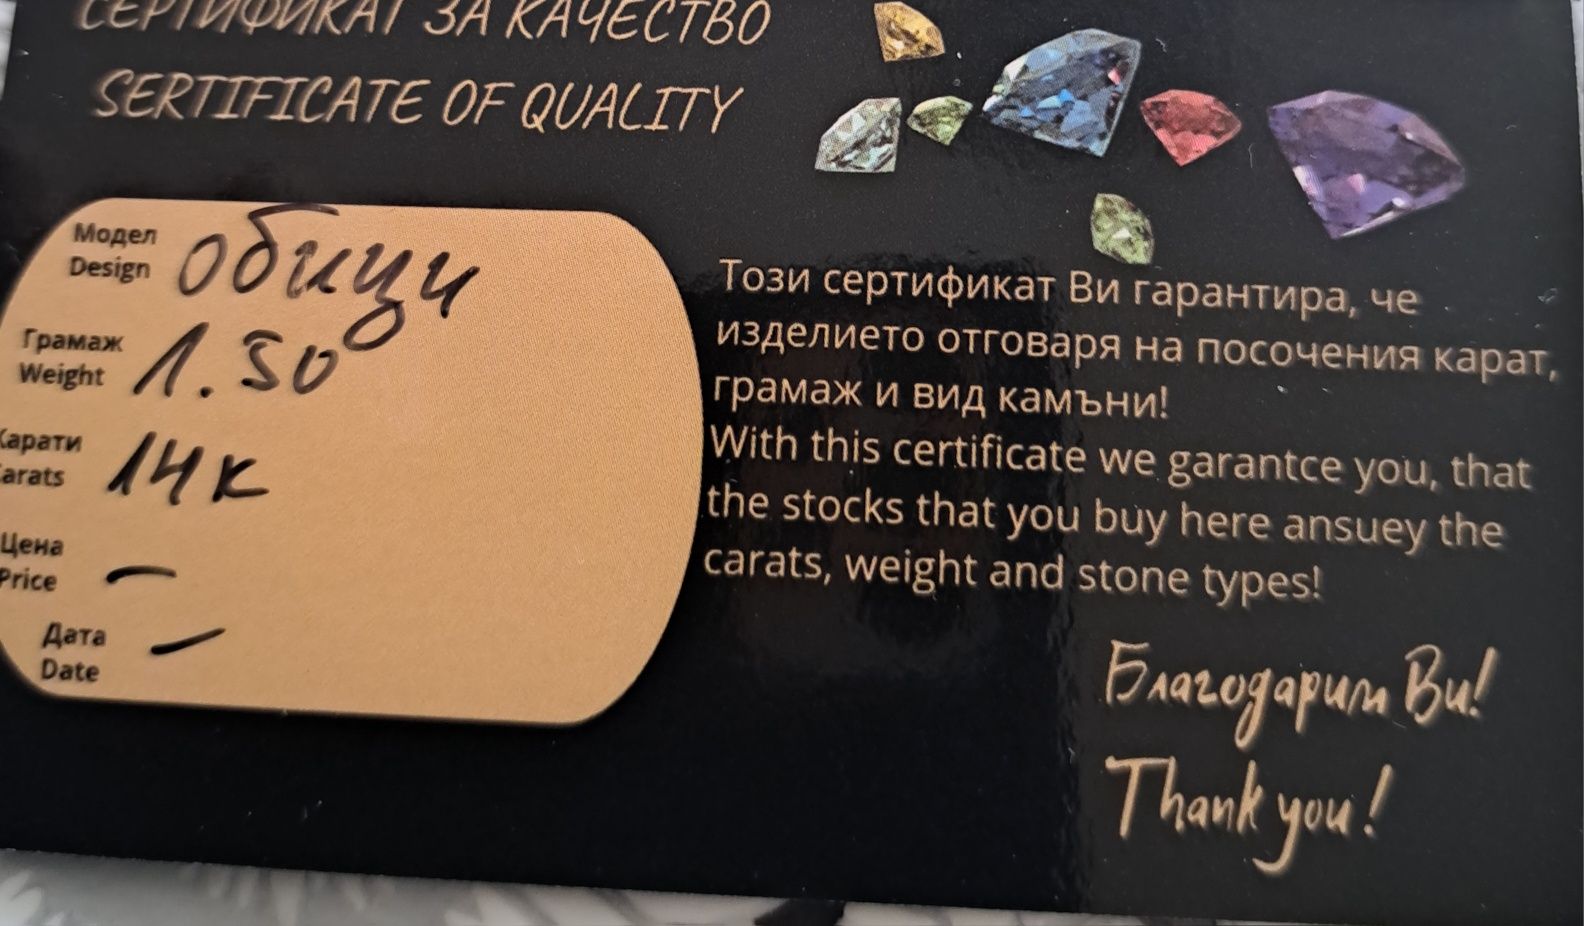 СЕРТИФИКАТ ЗА КАЧЕСТВО
SERTIFICATE OF QUALITY
Модел
Design
обици
Грамаж
Weight
1.50
Карати
arats
14к
Цена
Price
—
Дата
Date
—
Този сертификат Ви гарантира, че
изделието отговаря на посочения карат,
грамаж и вид камъни!
With this certificate we garantce you, that
the stocks that you buy here ansuey the
carats, weight and stone types!
Благодарим Ви!
Thank you!